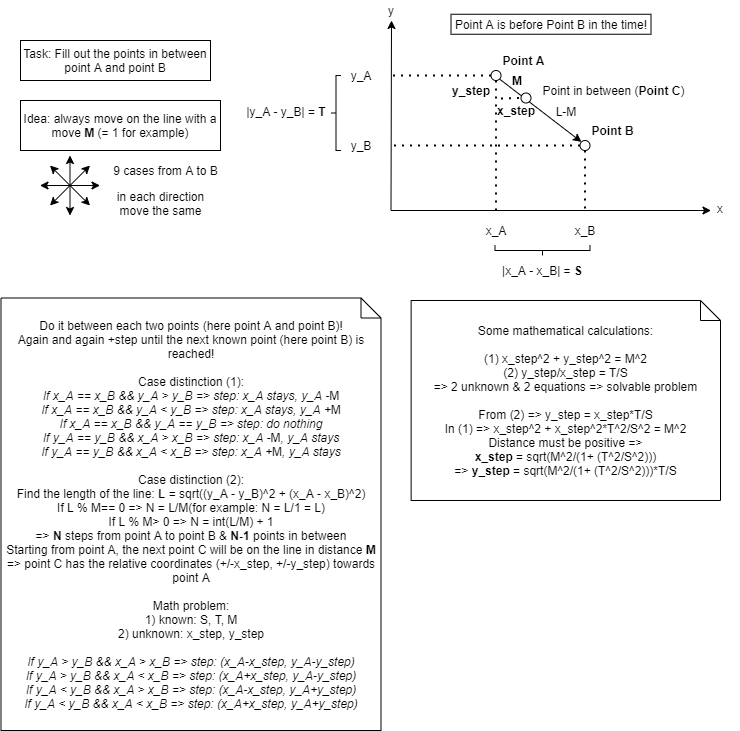 Point A is before Point B in the time!
Task: Fill out the points in between
point A and point B
Idea: always move on the line with a
move M (= 1 for example)
9 cases from A to B
in each direction
move the same
y
Point A
y_A
M
y_step
Point in between (Point C)
|y_A - y_B| = T
x_step
L-M
Point B
y_B
x
x_A
x_B
|x_A - x_B| = S
Do it between each two points (here point A and point B)!
Again and again +step until the next known point (here point B) is
reached!
Case distinction (1):
If x_A == x_B && y_A > y_B => step: x_A stays, y_A -M
If x_A == x_B && y_A < y_B => step: x_A stays, y_A +M
If x_A == x_B && y_A == y_B => step: do nothing
If y_A == y_B && x_A > x_B => step: x_A -M, y_A stays
If y_A == y_B && x_A < x_B => step: x_A +M, y_A stays
Case distinction (2):
Find the length of the line: L = sqrt((y_A - y_B)^2 + (x_A - x_B)^2)
If L % M== 0 => N = L/M(for example: N = L/1 = L)
If L % M> 0 => N = int(L/M) + 1
=> N steps from point A to point B & N-1 points in between
Starting from point A, the next point C will be on the line in distance M
=> point C has the relative coordinates (+/-x_step, +/-y_step) towards
point A
Math problem:
1) known: S, T, M
2) unknown: x_step, y_step
If y_A > y_B && x_A > x_B => step: (x_A-x_step, y_A-y_step)
If y_A > y_B && x_A < x_B => step: (x_A+x_step, y_A-y_step)
If y_A < y_B && x_A > x_B => step: (x_A-x_step, y_A+y_step)
If y_A < y_B && x_A < x_B => step: (x_A+x_step, y_A+y_step)
Some mathematical calculations:
(1) x_step^2 + y_step^2 = M^2
(2) y_step/x_step = T/S
=> 2 unknown & 2 equations => solvable problem
From (2) => y_step = x_step*T/S
In (1) => x_step^2 + x_step^2*T^2/S^2 = M^2
Distance must be positive =>
x_step = sqrt(M^2/(1+ (T^2/S^2)))
=> y_step = sqrt(M^2/(1+ (T^2/S^2)))*T/S